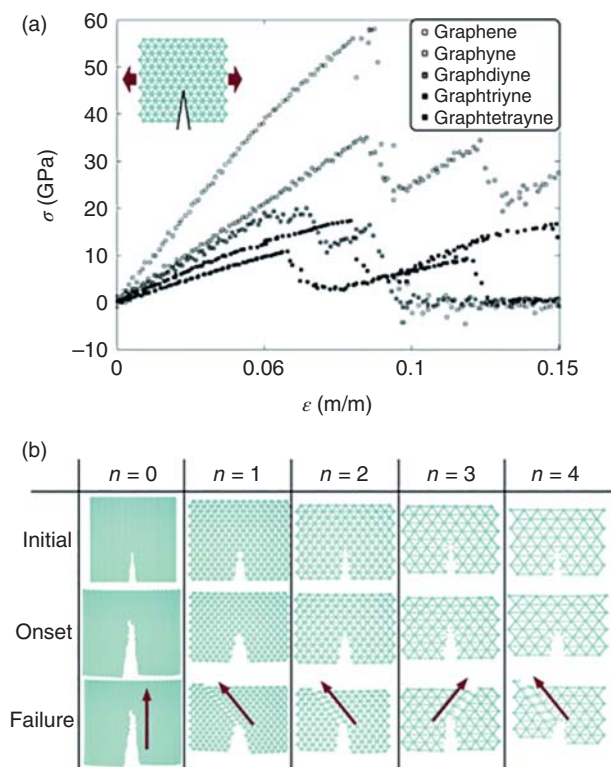 (a)
60
50
40
30
20
10
0
−10
σ (GPa)
Graphene
Graphyne
Graphdiyne
Graphtriyne
Graphtetrayne
0
0.06
0.1
0.15
ε (m/m)
(b)
n = 0
n = 1
n = 2
n = 3
n = 4
Initial
Onset
Failure